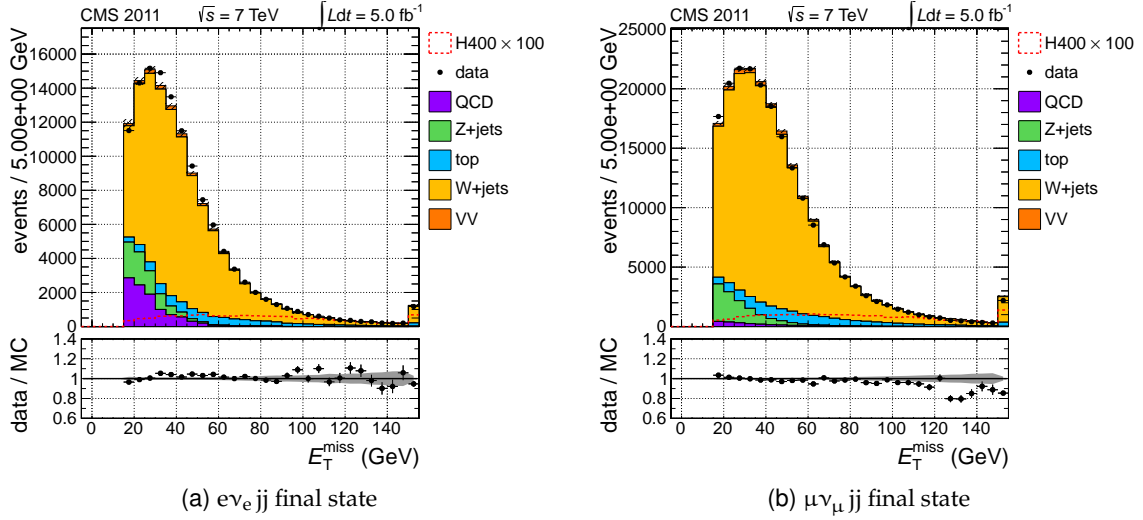 CMS 2011 √s = 7 TeV ∫Ldt = 5.0 fb⁻¹
events / 5.00e+00 GeV
16000
14000
12000
10000
8000
6000
4000
2000
0
H400 × 100
data
QCD
Z+jets
top
W+jets
VV
data / MC
1.4
1.2
1
0.8
0.6
0 20 40 60 80 100 120 140
E_T^miss (GeV)
(a) eνₑ jj final state
CMS 2011 √s = 7 TeV ∫Ldt = 5.0 fb⁻¹
events / 5.00e+00 GeV
25000
20000
15000
10000
5000
0
H400 × 100
data
QCD
Z+jets
top
W+jets
VV
data / MC
1.4
1.2
1
0.8
0.6
0 20 40 60 80 100 120 140
E_T^miss (GeV)
(b) μν_μ jj final state